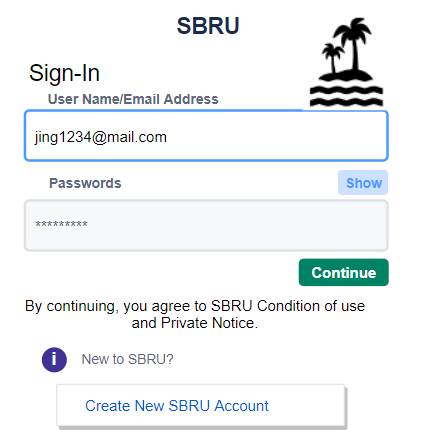 SBRU
Sign-In
User Name/Email Address
jing1234@mail.com
Passwords
Show
*********
Continue
By continuing, you agree to SBRU Condition of use
and Private Notice.
i
New to SBRU?
Create New SBRU Account